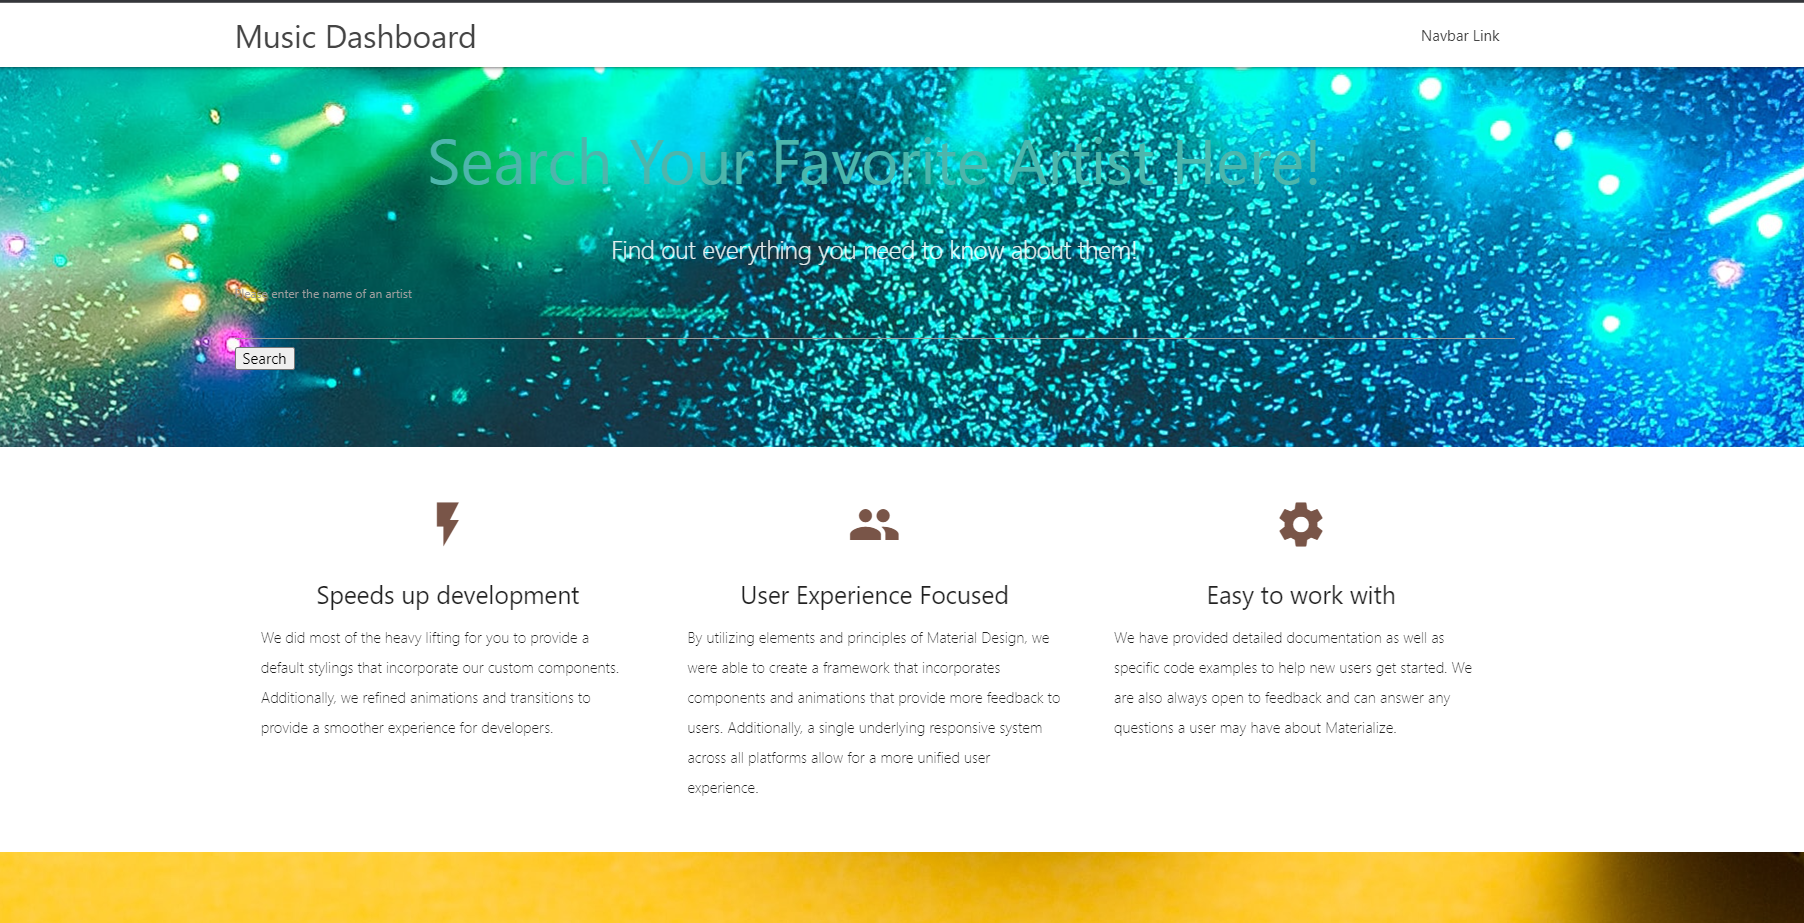 Music Dashboard
Navbar Link
Search Your Favorite Artist Here!
Find out everything you need to know about them!
Please enter the name of an artist
Search
Speeds up development
We did most of the heavy lifting for you to provide a
default stylings that incorporate our custom components.
Additionally, we refined animations and transitions to
provide a smoother experience for developers.
User Experience Focused
By utilizing elements and principles of Material Design, we
were able to create a framework that incorporates
components and animations that provide more feedback to
users. Additionally, a single underlying responsive system
across all platforms allow for a more unified user
experience.
Easy to work with
We have provided detailed documentation as well as
specific code examples to help new users get started. We
are also always open to feedback and can answer any
questions a user may have about Materialize.